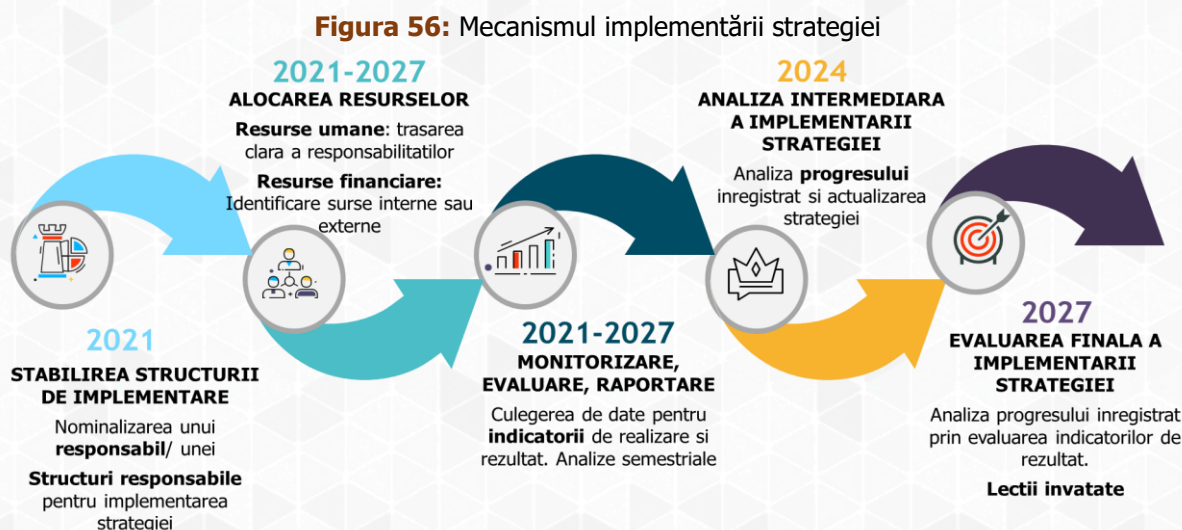 Figura 56: Mecanismul implementării strategiei
2021
STABILIREA STRUCTURII
DE IMPLEMENTARE
Nominalizarea unui
responsabil/ unei
Structuri responsabile
pentru implementarea
strategiei
2021-2027
ALOCAREA RESURSELOR
Resurse umane: trasarea
clara a responsabilitatilor
Resurse financiare:
Identificare surse interne sau
externe
2021-2027
MONITORIZARE,
EVALUARE, RAPORTARE
Culegerea de date pentru
indicatorii de realizare si
rezultat. Analize semestriale
2024
ANALIZA INTERMEDIARA
A IMPLEMENTARII
STRATEGIEI
Analiza progresului
inregistrat si actualizarea
strategiei
2027
EVALUAREA FINALA A
IMPLEMENTARII
STRATEGIEI
Analiza progresului inregistrat
prin evaluarea indicatorilor de
rezultat.
Lectii invatate